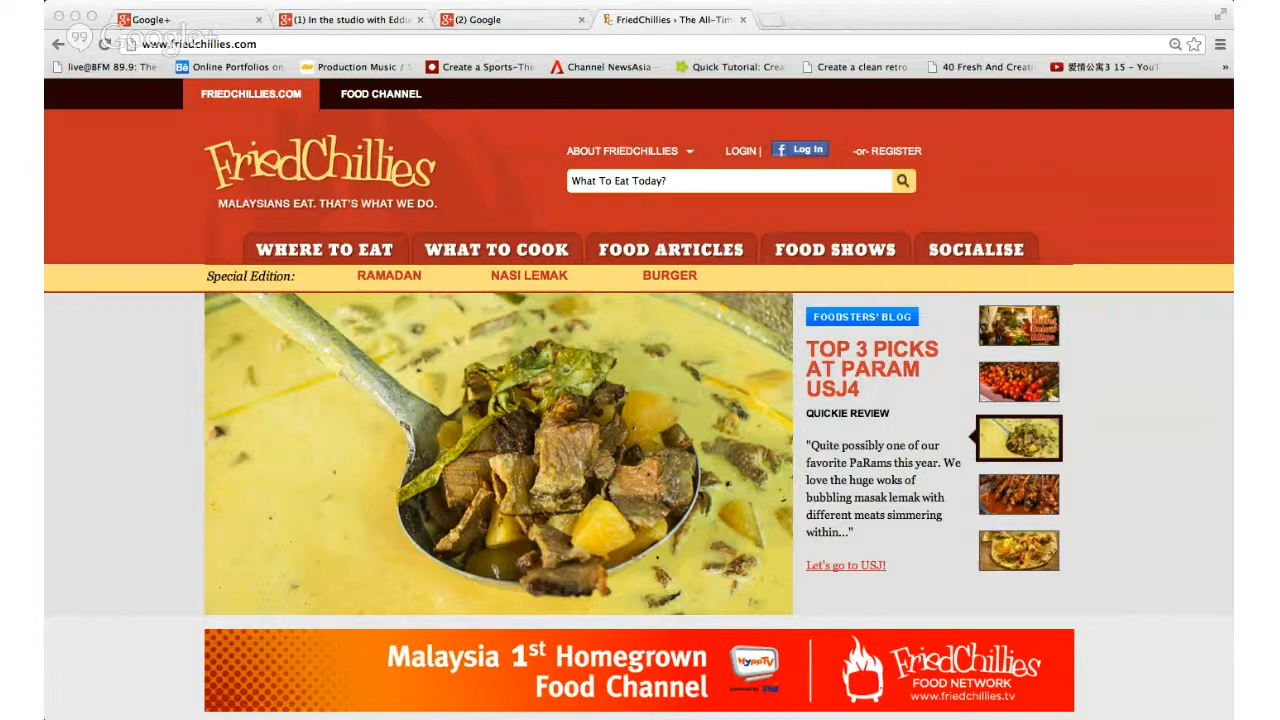 Google+
(1) In the studio with Eddie
(2) Google
FriedChillies › The All-Tim
Google+
www.friedchillies.com
live@BFM 89.9: The
Online Portfolios on
Production Music / S
Create a Sports-The
Channel NewsAsia
Quick Tutorial: Crea
Create a clean retro
40 Fresh And Creati
爱情公寓3 15 - YouT
»
FRIEDCHILLIES.COM
FOOD CHANNEL
FriedChillies
MALAYSIANS EAT. THAT'S WHAT WE DO.
ABOUT FRIEDCHILLIES
LOGIN |
f Log In
-or- REGISTER
What To Eat Today?
WHERE TO EAT
WHAT TO COOK
FOOD ARTICLES
FOOD SHOWS
SOCIALISE
Special Edition:
RAMADAN
NASI LEMAK
BURGER
FOODSTERS' BLOG
TOP 3 PICKS
AT PARAM
USJ4
QUICKIE REVIEW
"Quite possibly one of our
favorite PaRams this year. We
love the huge woks of
bubbling masak lemak with
different meats simmering
within..."
Let's go to USJ!
Malaysia 1st Homegrown
Food Channel
HyppTV
powered by TM
FriedChillies
FOOD NETWORK
www.friedchillies.tv